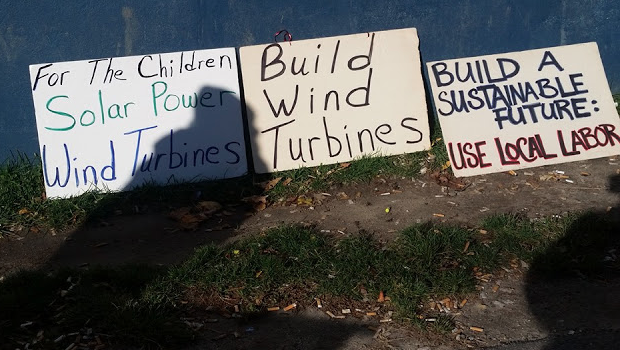 For The Children
Solar Power
Wind Turbines
Build
Wind
Turbines
BUILD A
SUSTAINABLE
FUTURE:
USE LOCAL LABOR